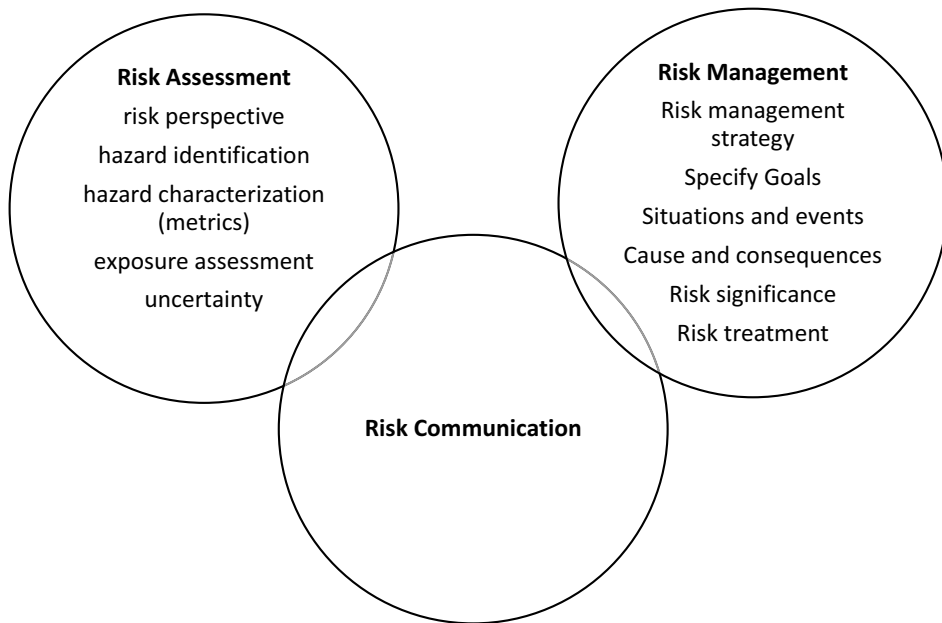 Risk Assessment
risk perspective
hazard identification
hazard characterization
(metrics)
exposure assessment
uncertainty
Risk Management
Risk management
strategy
Specify Goals
Situations and events
Cause and consequences
Risk significance
Risk treatment
Risk Communication